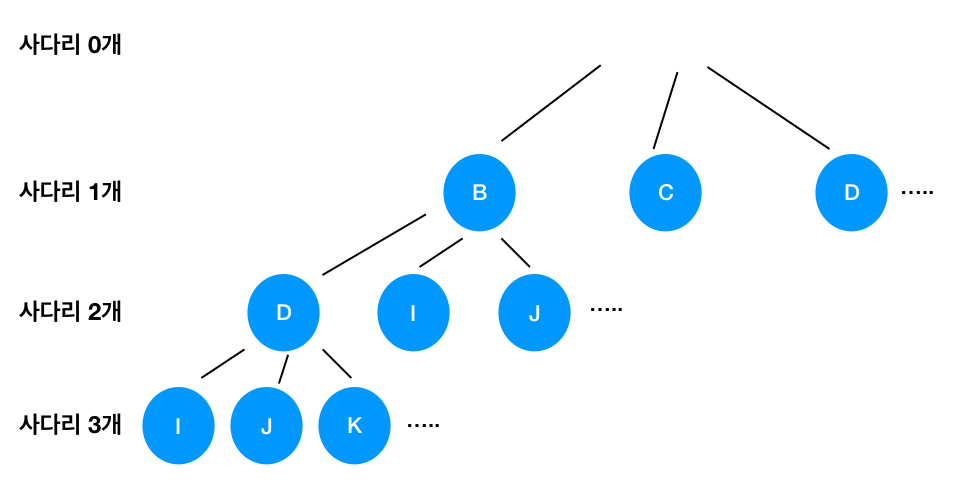 사다리 0개
사다리 1개 B C D .....
사다리 2개 D I J .....
사다리 3개 I J K .....